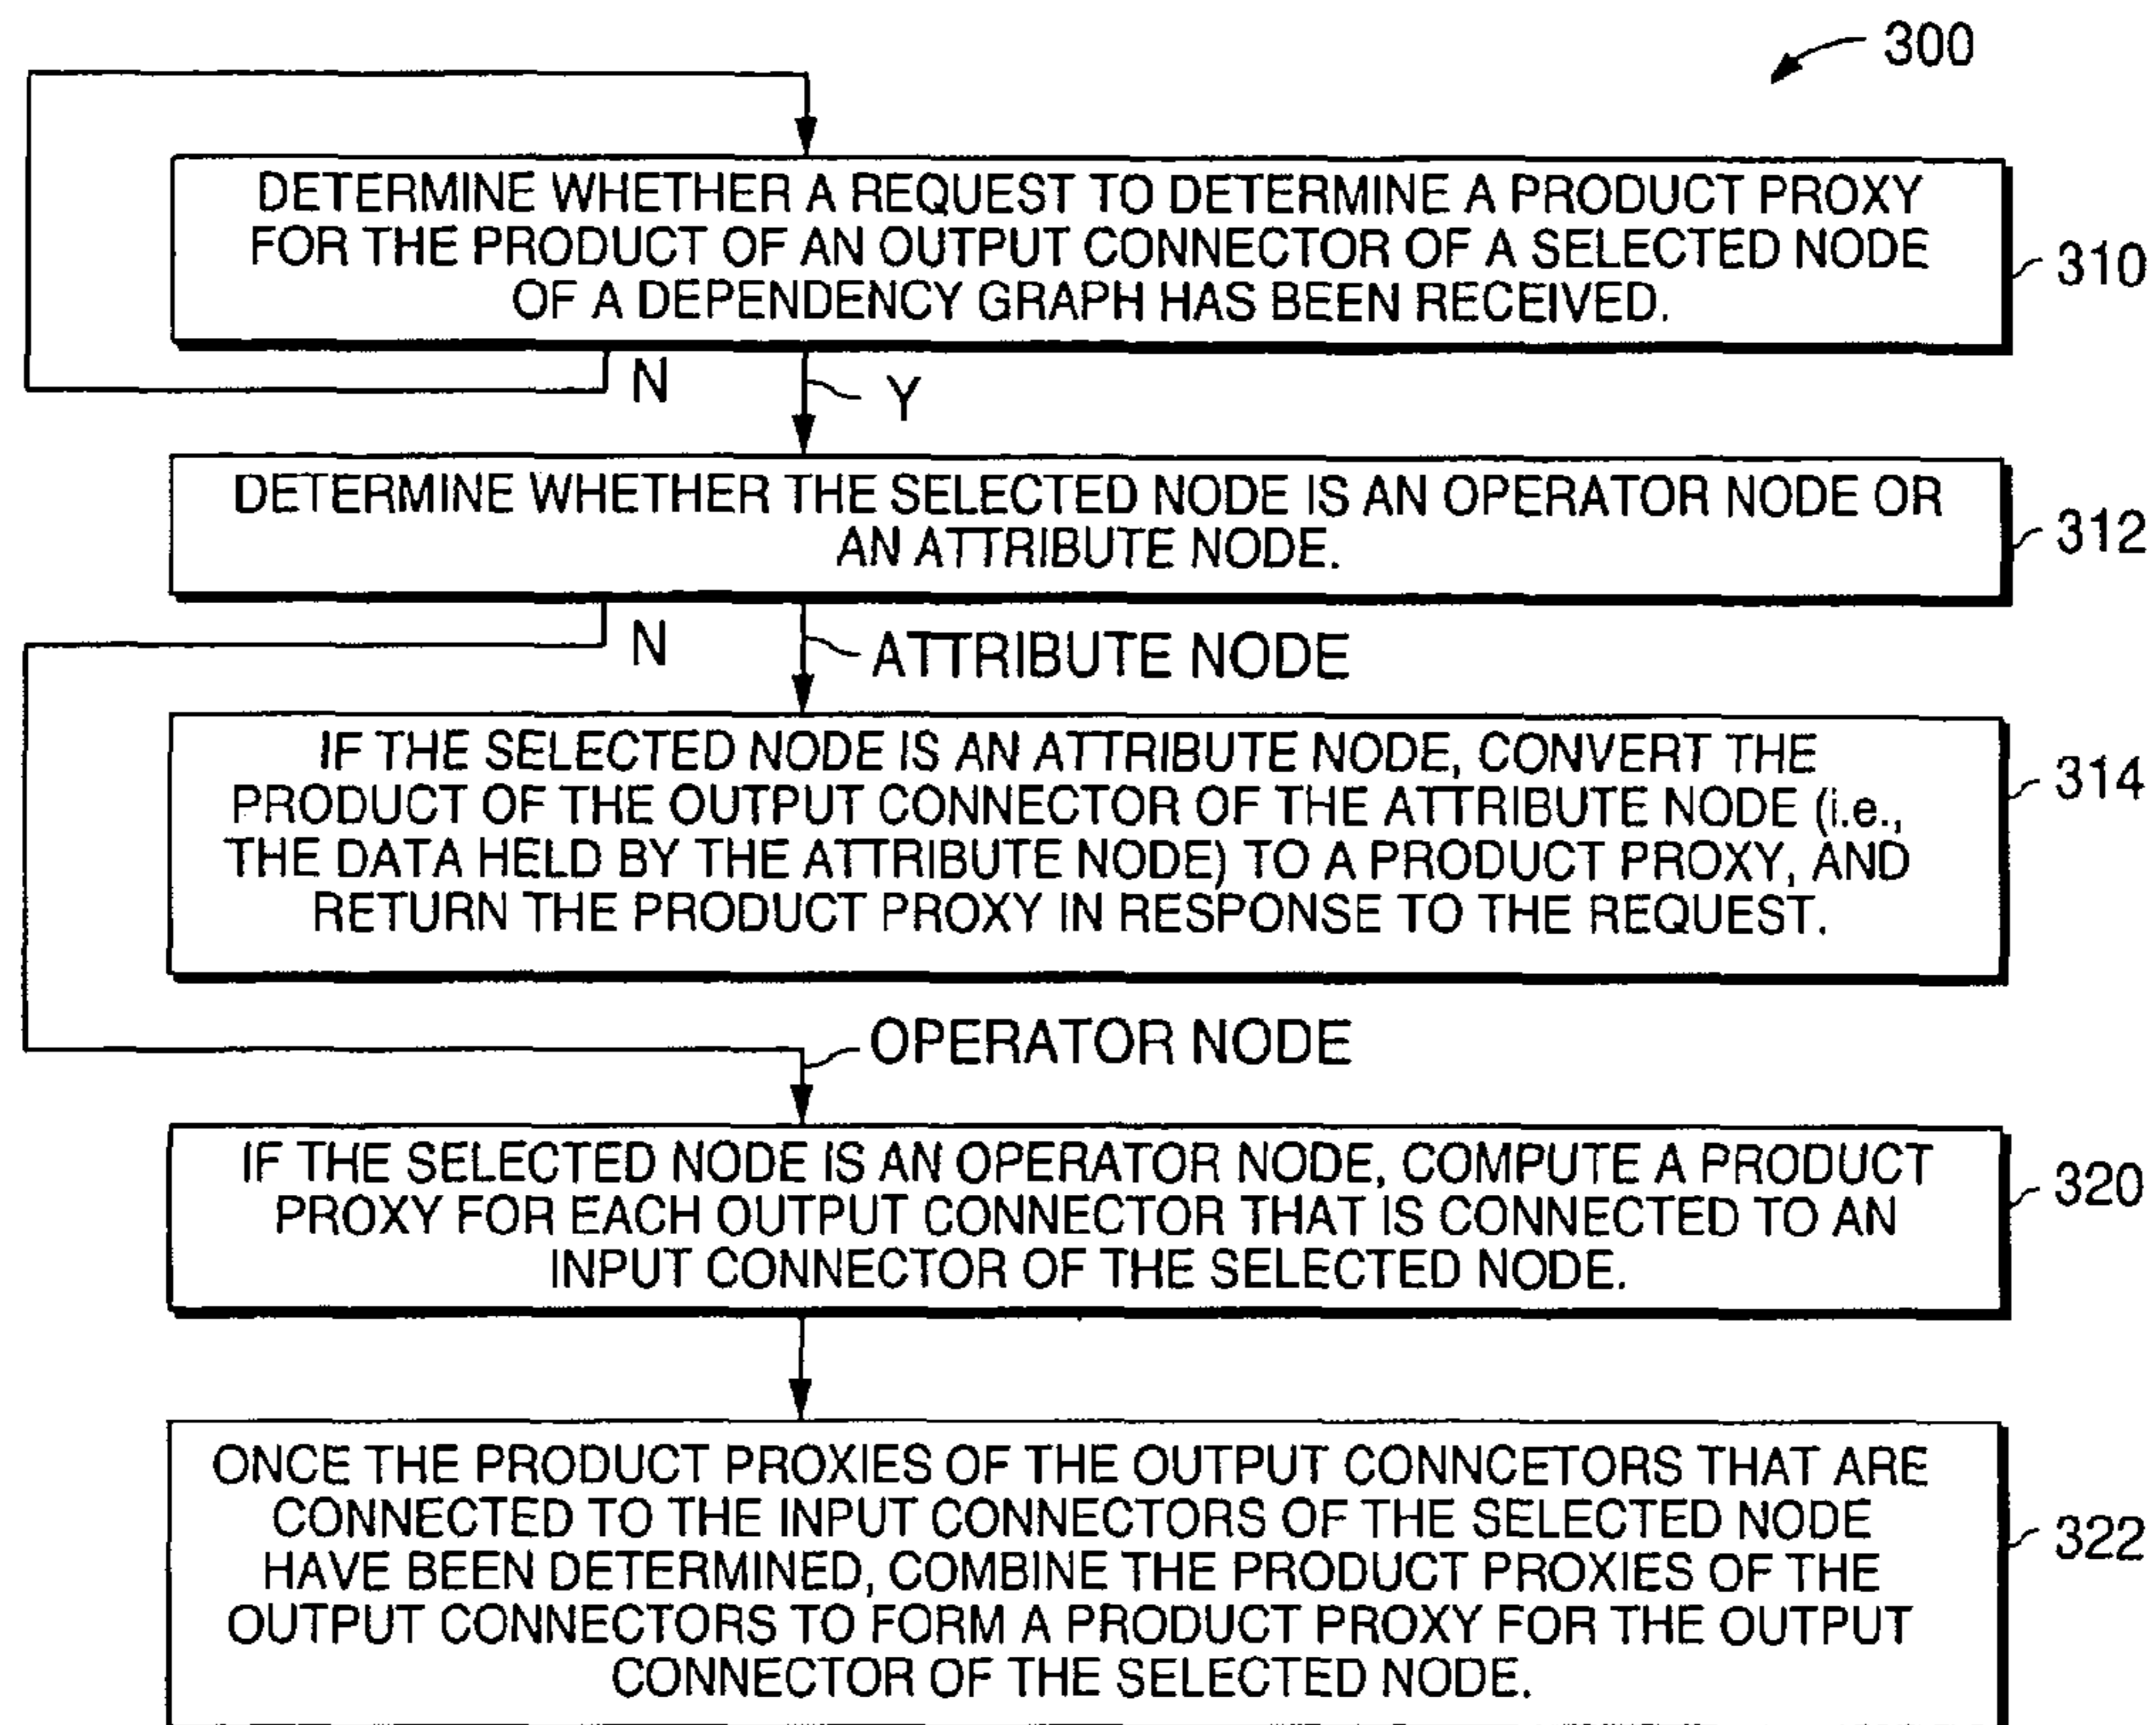 300
DETERMINE WHETHER A REQUEST TO DETERMINE A PRODUCT PROXY
FOR THE PRODUCT OF AN OUTPUT CONNECTOR OF A SELECTED NODE
OF A DEPENDENCY GRAPH HAS BEEN RECEIVED.
310
N
Y
DETERMINE WHETHER THE SELECTED NODE IS AN OPERATOR NODE OR
AN ATTRIBUTE NODE.
312
N
ATTRIBUTE NODE
IF THE SELECTED NODE IS AN ATTRIBUTE NODE, CONVERT THE
PRODUCT OF THE OUTPUT CONNECTOR OF THE ATTRIBUTE NODE (i.e.,
THE DATA HELD BY THE ATTRIBUTE NODE) TO A PRODUCT PROXY, AND
RETURN THE PRODUCT PROXY IN RESPONSE TO THE REQUEST.
314
OPERATOR NODE
IF THE SELECTED NODE IS AN OPERATOR NODE, COMPUTE A PRODUCT
PROXY FOR EACH OUTPUT CONNECTOR THAT IS CONNECTED TO AN
INPUT CONNECTOR OF THE SELECTED NODE.
320
ONCE THE PRODUCT PROXIES OF THE OUTPUT CONNCETORS THAT ARE
CONNECTED TO THE INPUT CONNECTORS OF THE SELECTED NODE
HAVE BEEN DETERMINED, COMBINE THE PRODUCT PROXIES OF THE
OUTPUT CONNECTORS TO FORM A PRODUCT PROXY FOR THE OUTPUT
CONNECTOR OF THE SELECTED NODE.
322